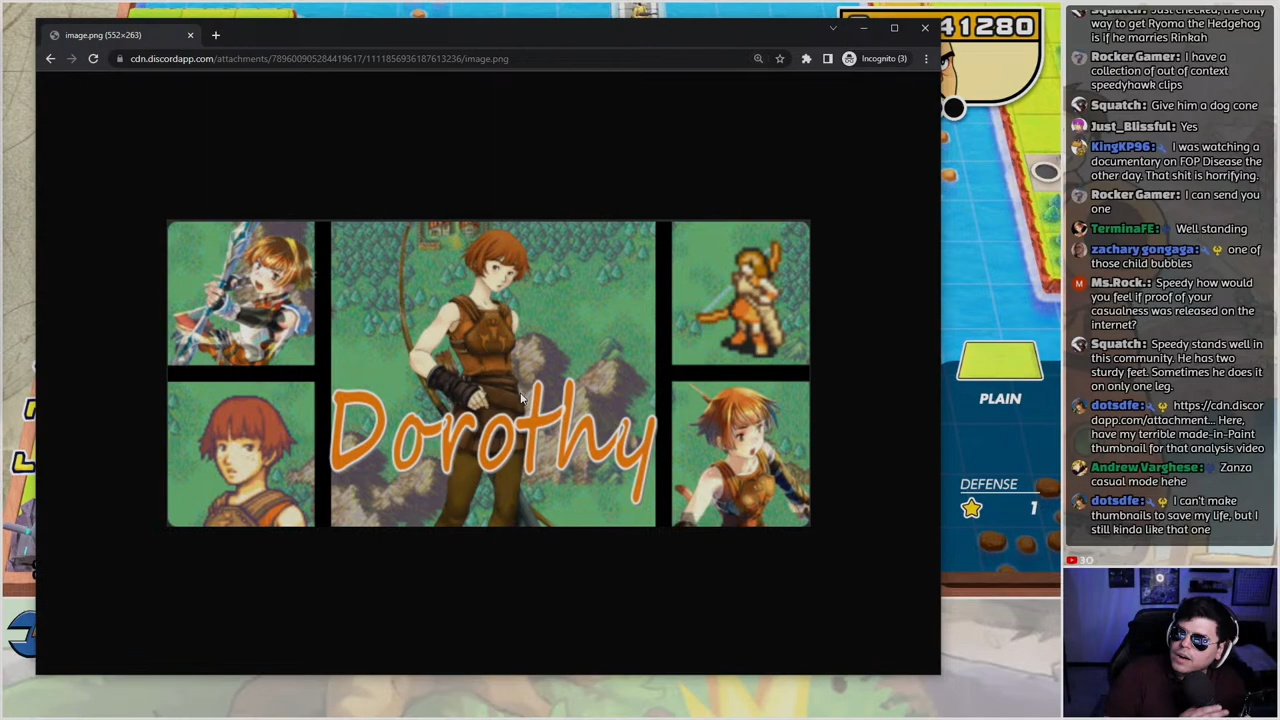 image.png (552×263)
cdn.discordapp.com/attachments/789600905284419617/1111856936187613236/image.png
Incognito (3)
41280
Dorothy
PLAIN
DEFENSE
1
Squatch: Just checked, the only
way to get Ryoma the Hedgehog
is if he marries Rinkah
Rocker Gamer: I have a
collection of out of context
speedyhawk clips
Squatch: Give him a dog cone
Just_Blissful: Yes
KingKP96: I was watching a
documentary on FOP Disease the
other day. That shit is horrifying.
Rocker Gamer: I can send you
one
TerminaFE: Well standing
zachary gongaga: one of
those child bubbles
M
Ms.Rock.: Speedy how would
you feel if proof of your
casualness was released on the
internet?
Squatch: Speedy stands well in
this community. He has two
sturdy feet. Sometimes he does it
on only one leg.
dotsdfe: https://cdn.discor
dapp.com/attachment... Here,
have my terrible made-in-Paint
thumbnail for that analysis video
Andrew Varghese: Zanza
casual mode hehe
dotsdfe: I can't make
thumbnails to save my life, but I
still kinda like that one
30